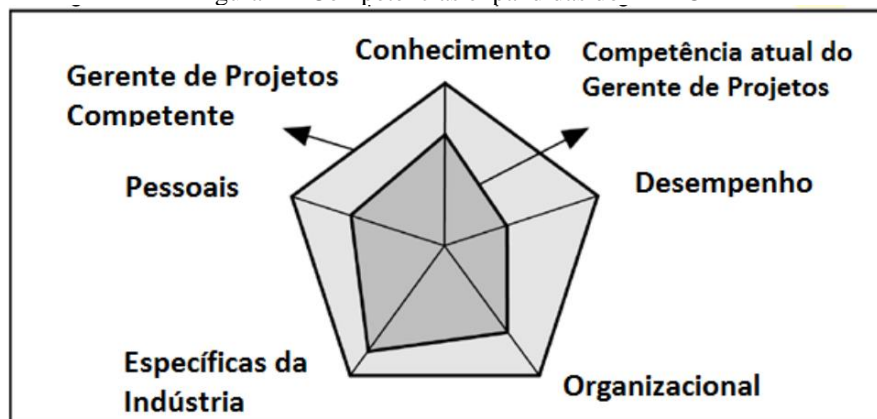 Conhecimento
Competência atual do
Gerente de Projetos
Gerente de Projetos
Competente
Pessoais
Desempenho
Específicas da
Indústria
Organizacional